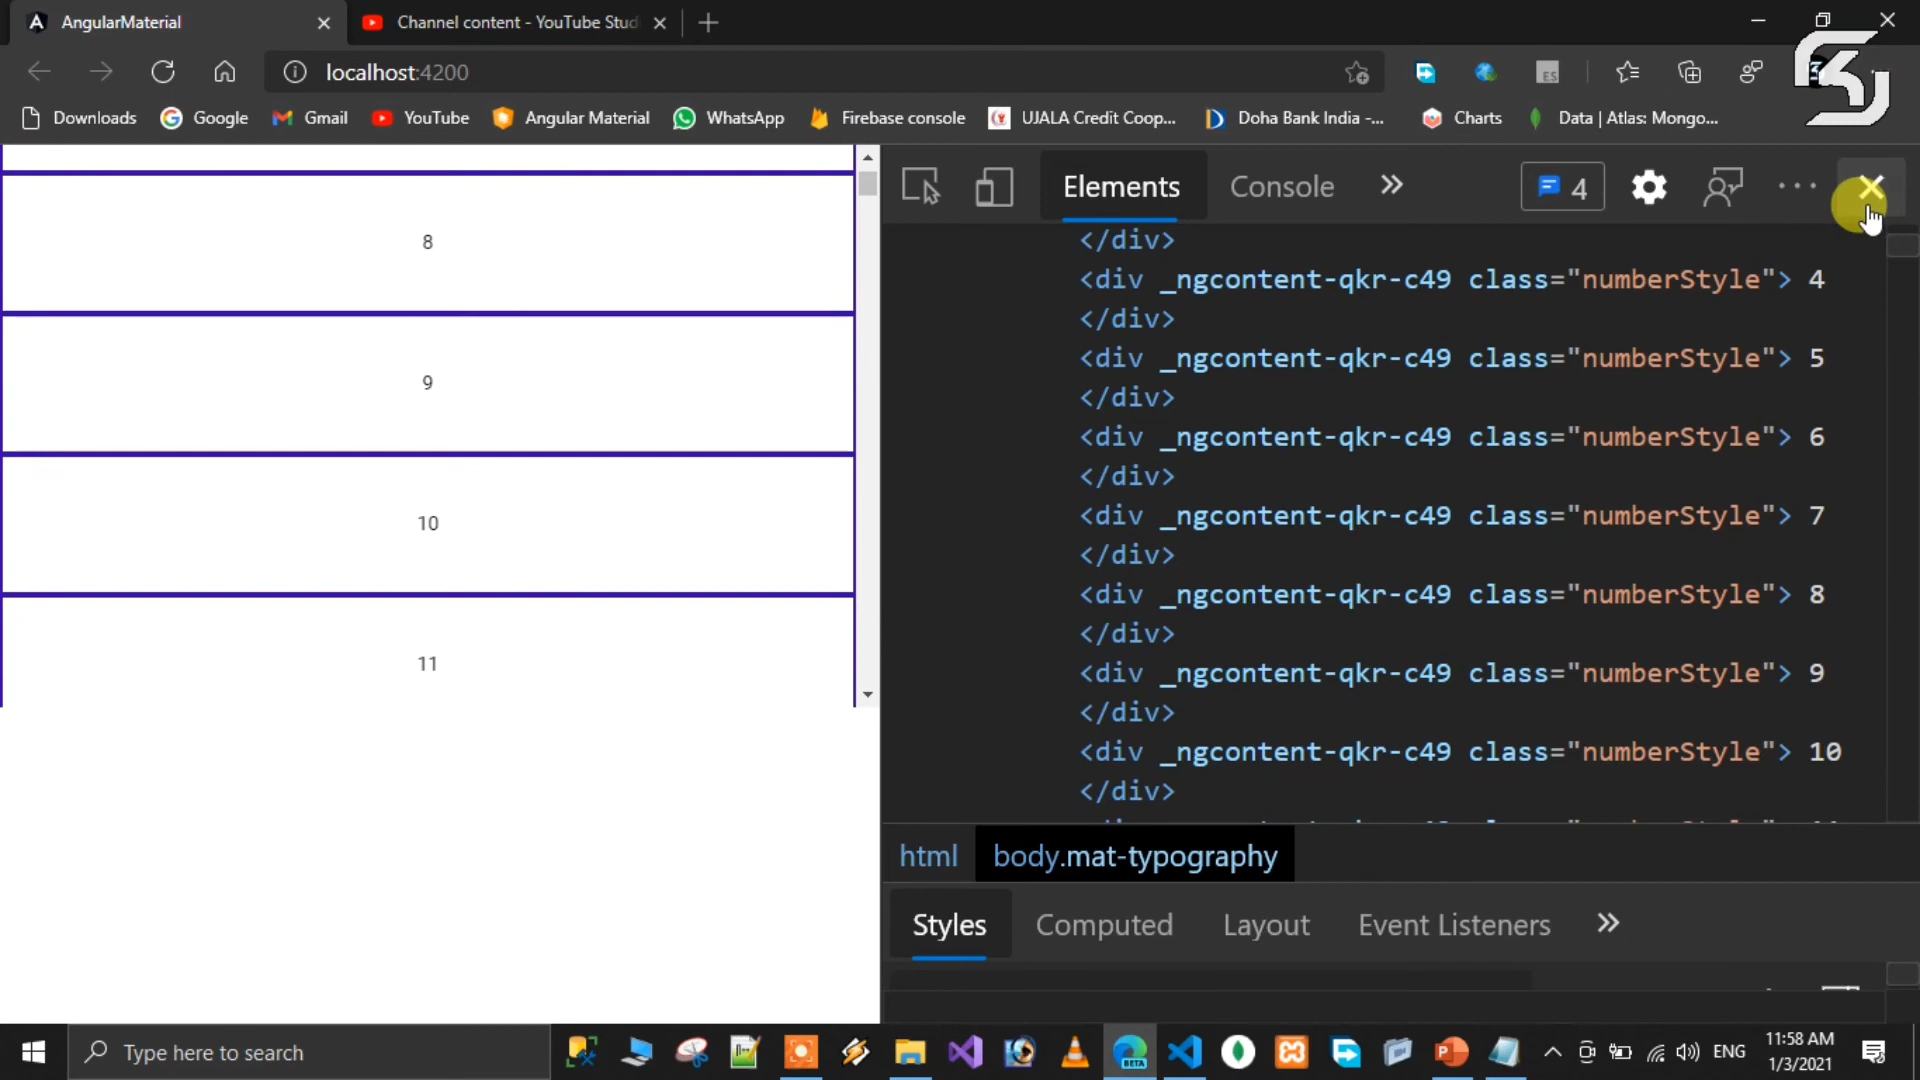 AngularMaterial
Channel content - YouTube Stud
localhost:4200
ES
Downloads Google Gmail YouTube Angular Material WhatsApp Firebase console UJALA Credit Coop... Doha Bank India -... Charts Data | Atlas: Mongo...
8
9
10
11
Elements Console 4
</div>
<div _ngcontent-qkr-c49 class="numberStyle"> 4
</div>
<div _ngcontent-qkr-c49 class="numberStyle"> 5
</div>
<div _ngcontent-qkr-c49 class="numberStyle"> 6
</div>
<div _ngcontent-qkr-c49 class="numberStyle"> 7
</div>
<div _ngcontent-qkr-c49 class="numberStyle"> 8
</div>
<div _ngcontent-qkr-c49 class="numberStyle"> 9
</div>
<div _ngcontent-qkr-c49 class="numberStyle"> 10
</div>
html body.mat-typography
Styles Computed Layout Event Listeners
Type here to search
BETA
ENG
11:58 AM
1/3/2021